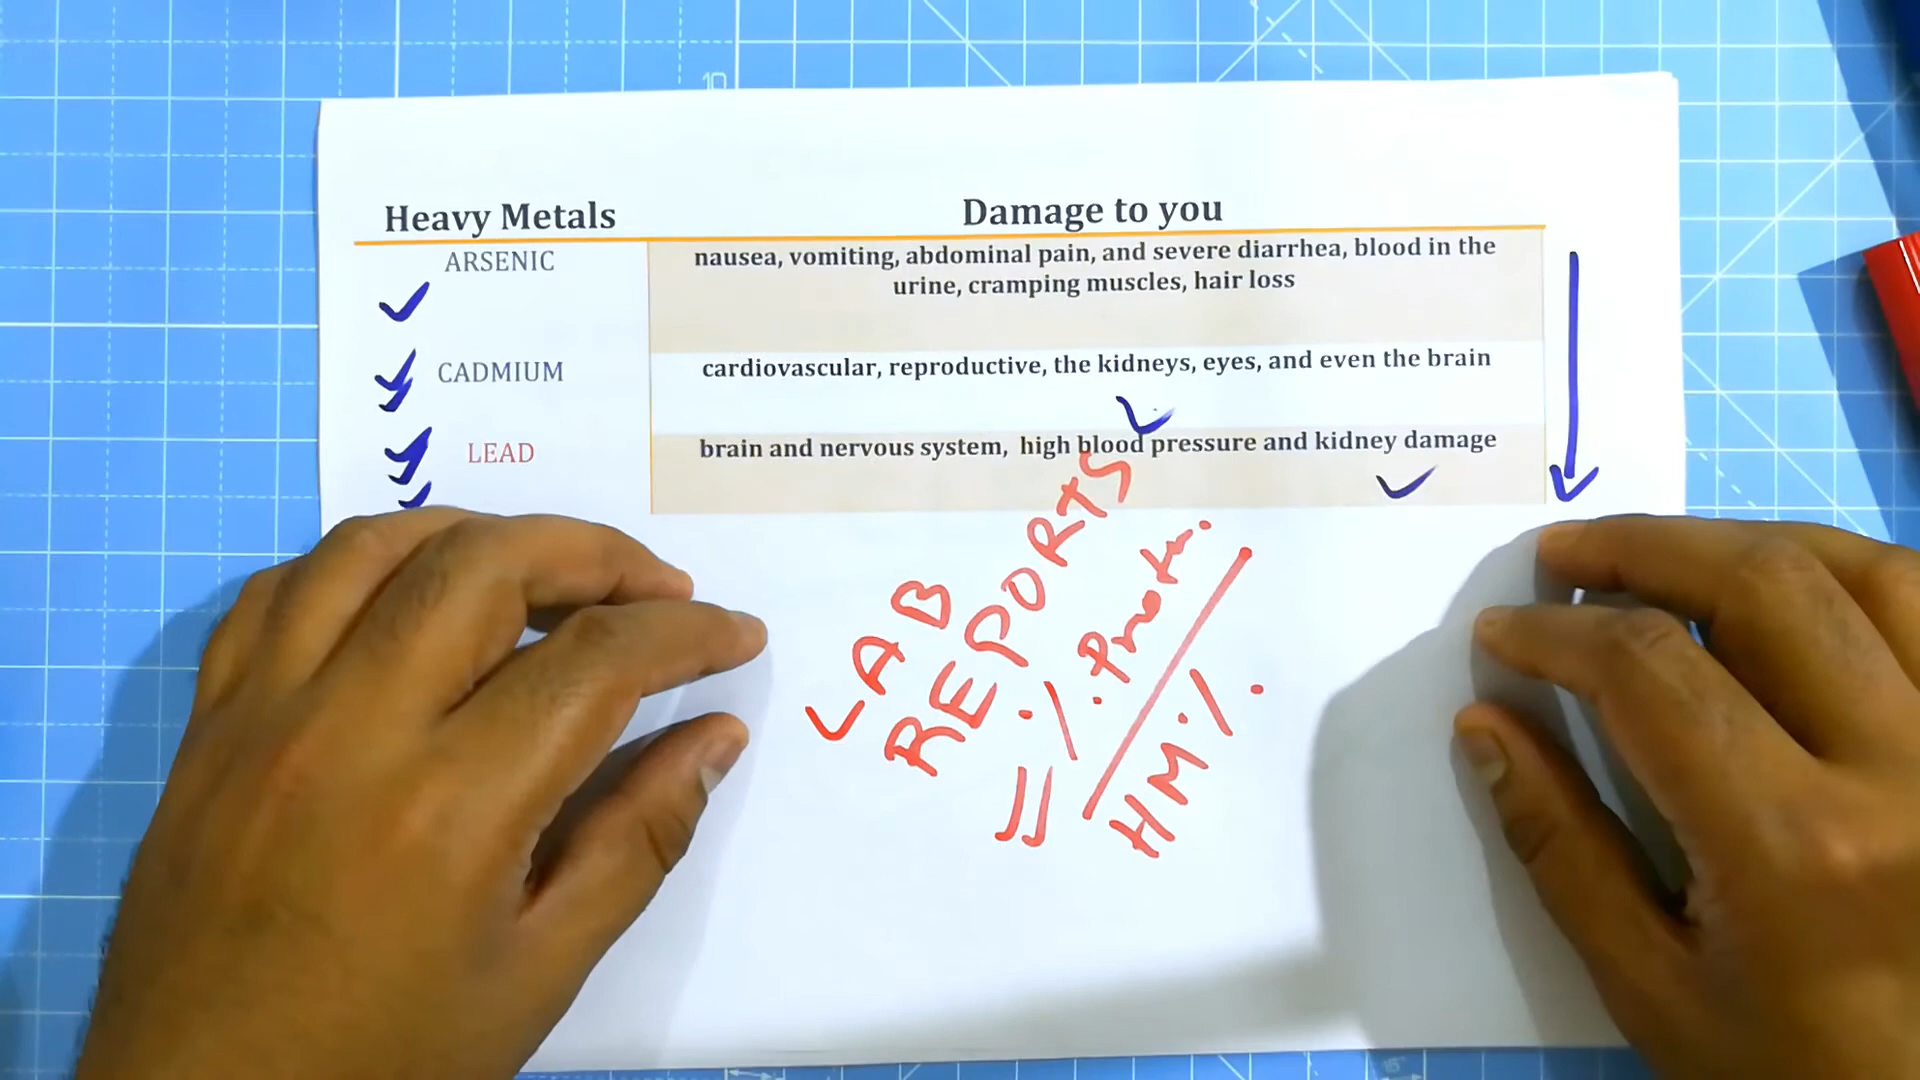 10
Heavy Metals
Damage to you
ARSENIC
nausea, vomiting, abdominal pain, and severe diarrhea, blood in the
urine, cramping muscles, hair loss
CADMIUM
cardiovascular, reproductive, the kidneys, eyes, and even the brain
LEAD
brain and nervous system, high blood pressure and kidney damage
LAB
REPORTS
HM %.